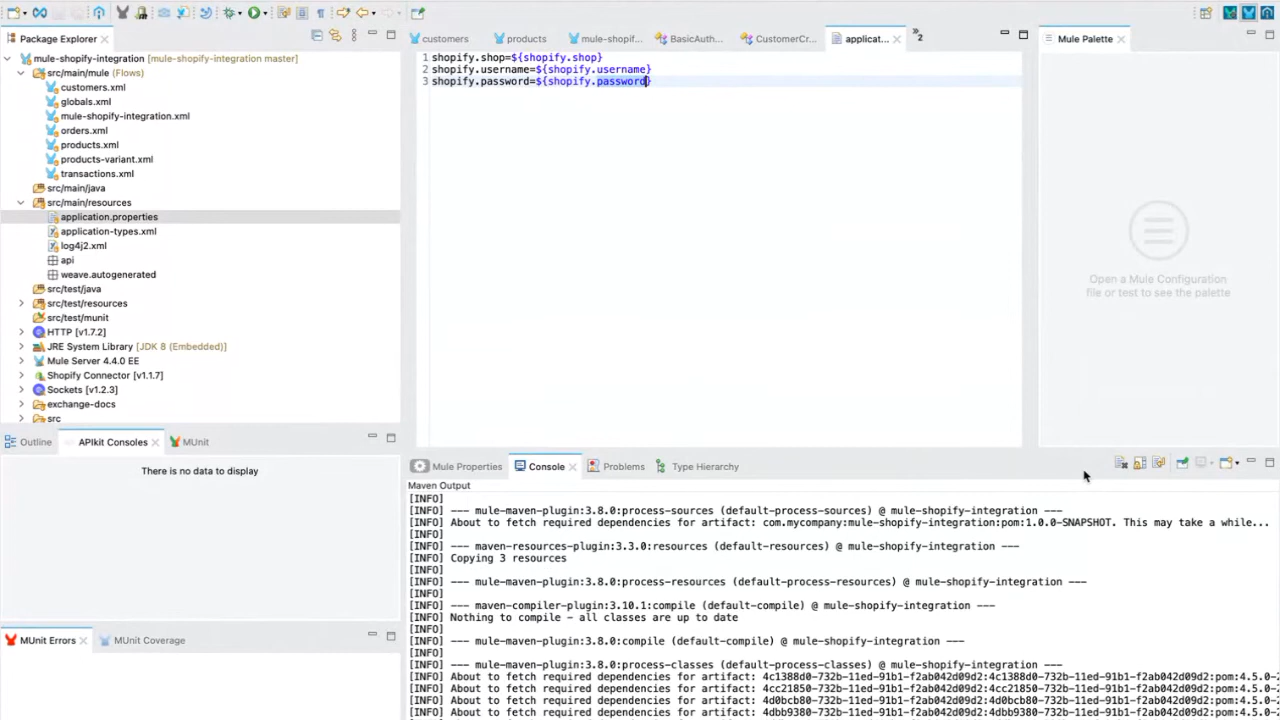 Package Explorer
mule-shopify-integration [mule-shopify-integration master]
src/main/mule (Flows)
customers.xml
globals.xml
mule-shopify-integration.xml
orders.xml
products.xml
products-variant.xml
transactions.xml
src/main/java
src/main/resources
application.properties
application-types.xml
log4j2.xml
api
weave.autogenerated
src/test/java
src/test/resources
src/test/munit
HTTP [v1.7.2]
JRE System Library [JDK 8 (Embedded)]
Mule Server 4.4.0 EE
Shopify Connector [v1.1.7]
Sockets [v1.2.3]
exchange-docs
src
customers products mule-shopif... BasicAuth... CustomerCr... applicat... 2
1 shopify.shop=${shopify.shop}
2 shopify.username=${shopify.username}
3 shopify.password=${shopify.password}
Mule Palette
Open a Mule Configuration
file or test to see the palette
Outline APIkit Consoles MUnit
There is no data to display
MUnit Errors MUnit Coverage
Mule Properties Console Problems Type Hierarchy
Maven Output
[INFO]
[INFO] --- mule-maven-plugin:3.8.0:process-sources (default-process-sources) @ mule-shopify-integration ---
[INFO] About to fetch required dependencies for artifact: com.mycompany:mule-shopify-integration:pom:1.0.0-SNAPSHOT. This may take a while...
[INFO]
[INFO] --- maven-resources-plugin:3.3.0:resources (default-resources) @ mule-shopify-integration ---
[INFO] Copying 3 resources
[INFO]
[INFO] --- mule-maven-plugin:3.8.0:process-resources (default-process-resources) @ mule-shopify-integration ---
[INFO]
[INFO] --- maven-compiler-plugin:3.10.1:compile (default-compile) @ mule-shopify-integration ---
[INFO] Nothing to compile - all classes are up to date
[INFO]
[INFO] --- mule-maven-plugin:3.8.0:compile (default-compile) @ mule-shopify-integration ---
[INFO]
[INFO] --- mule-maven-plugin:3.8.0:process-classes (default-process-classes) @ mule-shopify-integration ---
[INFO] About to fetch required dependencies for artifact: 4c1388d0-732b-11ed-91b1-f2ab042d09d2:4c1388d0-732b-11ed-91b1-f2ab042d09d2:pom:4.5.0-2
[INFO] About to fetch required dependencies for artifact: 4cc21850-732b-11ed-91b1-f2ab042d09d2:4cc21850-732b-11ed-91b1-f2ab042d09d2:pom:4.5.0-
[INFO] About to fetch required dependencies for artifact: 4d0bcb80-732b-11ed-91b1-f2ab042d09d2:4d0bcb80-732b-11ed-91b1-f2ab042d09d2:pom:4.5.0-
[INFO] About to fetch required dependencies for artifact: 4dbb9380-732b-11ed-91b1-f2ab042d09d2:4dbb9380-732b-11ed-91b1-f2ab042d09d2:pom:4.5.0-2